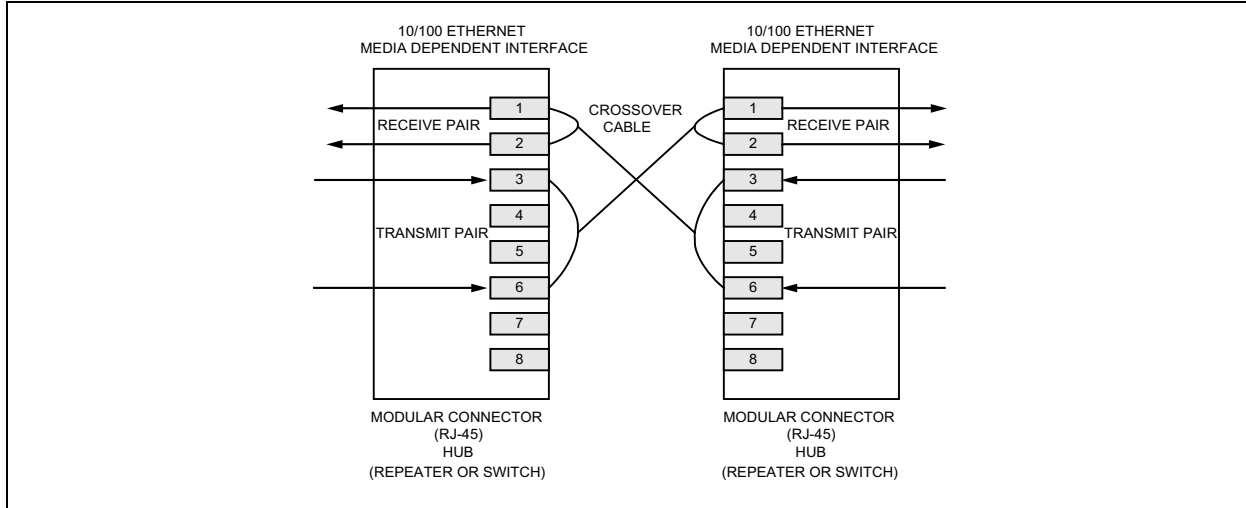 10/100 ETHERNET
MEDIA DEPENDENT INTERFACE
10/100 ETHERNET
MEDIA DEPENDENT INTERFACE
1
RECEIVE PAIR
2
3
4
TRANSMIT PAIR
5
6
7
8
CROSSOVER
CABLE
1
RECEIVE PAIR
2
3
4
TRANSMIT PAIR
5
6
7
8
MODULAR CONNECTOR
(RJ-45)
HUB
(REPEATER OR SWITCH)
MODULAR CONNECTOR
(RJ-45)
HUB
(REPEATER OR SWITCH)